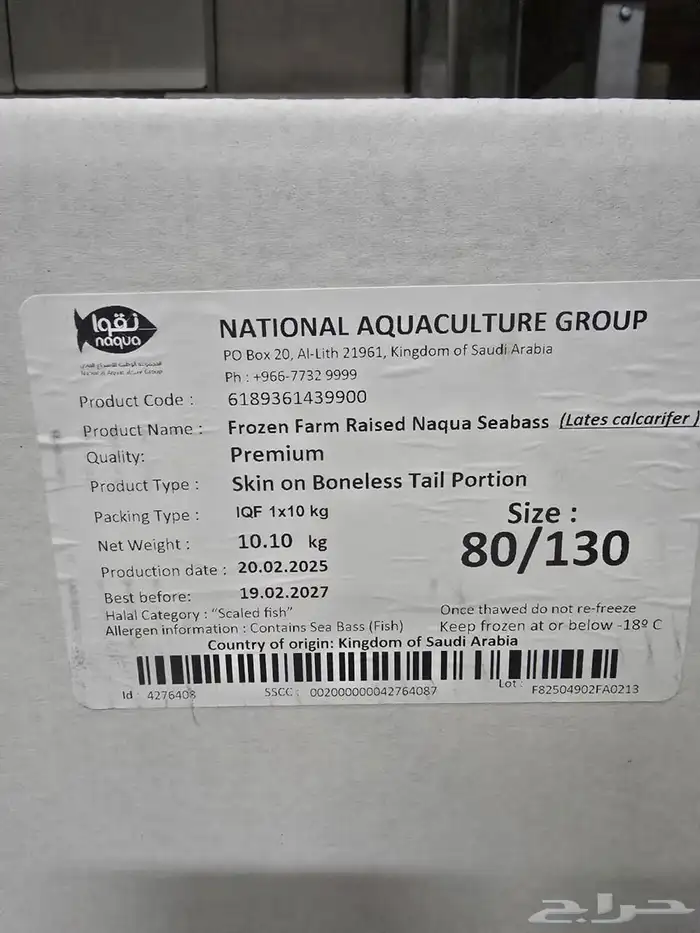 نقوا
naqua
NATIONAL AQUACULTURE GROUP
PO Box 20, Al-Lith 21961, Kingdom of Saudi Arabia
Ph : +966-7732 9999
Product Code : 6189361439900
Product Name : Frozen Farm Raised Naqua Seabass (Lates calcarifer )
Quality: Premium
Product Type : Skin on Boneless Tail Portion
Packing Type : IQF 1x10 kg
Size :
80/130
Net Weight : 10.10 kg
Production date : 20.02.2025
Best before: 19.02.2027
Halal Category : "Scaled fish"
Once thawed do not re-freeze
Allergen information : Contains Sea Bass (Fish)
Keep frozen at or below -18º C
Country of origin: Kingdom of Saudi Arabia
Id : 4276408 SSCC : 002000000042764087 Lot : F82504902FA0213
حراج